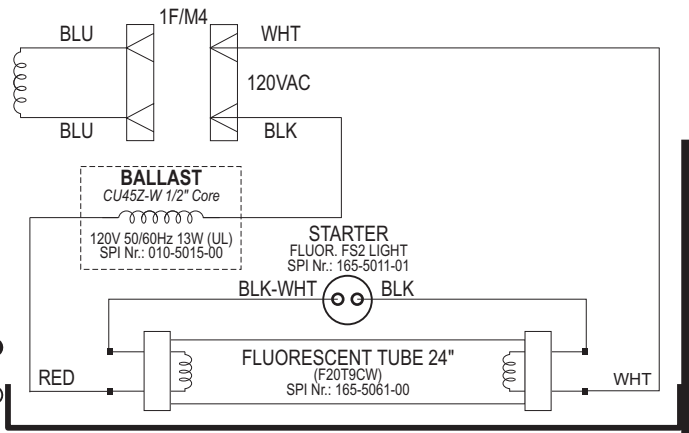 1F/M4
BLU
WHT
120VAC
BLU
BLK
BALLAST
CU45Z-W 1/2" Core
120V 50/60Hz 13W (UL)
SPI Nr.: 010-5015-00
STARTER
FLUOR. FS2 LIGHT
SPI Nr.: 165-5011-01
BLK-WHT
BLK
FLUORESCENT TUBE 24"
(F20T9CW)
SPI Nr.: 165-5061-00
RED
WHT